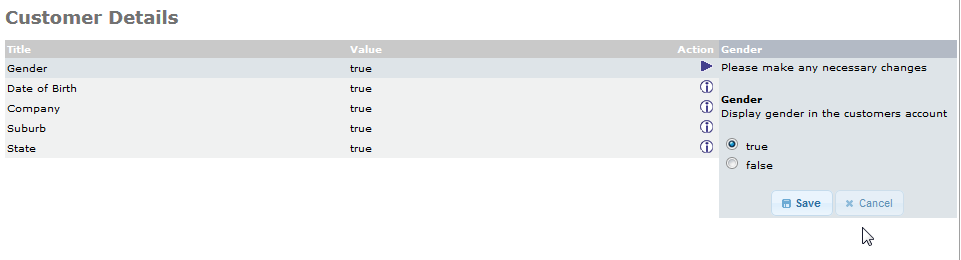 Customer Details
Title Value Action Gender
Gender true Please make any necessary changes
Date of Birth true
Company true
Suburb true
State true
Gender
Display gender in the customers account
true
false
Save Cancel